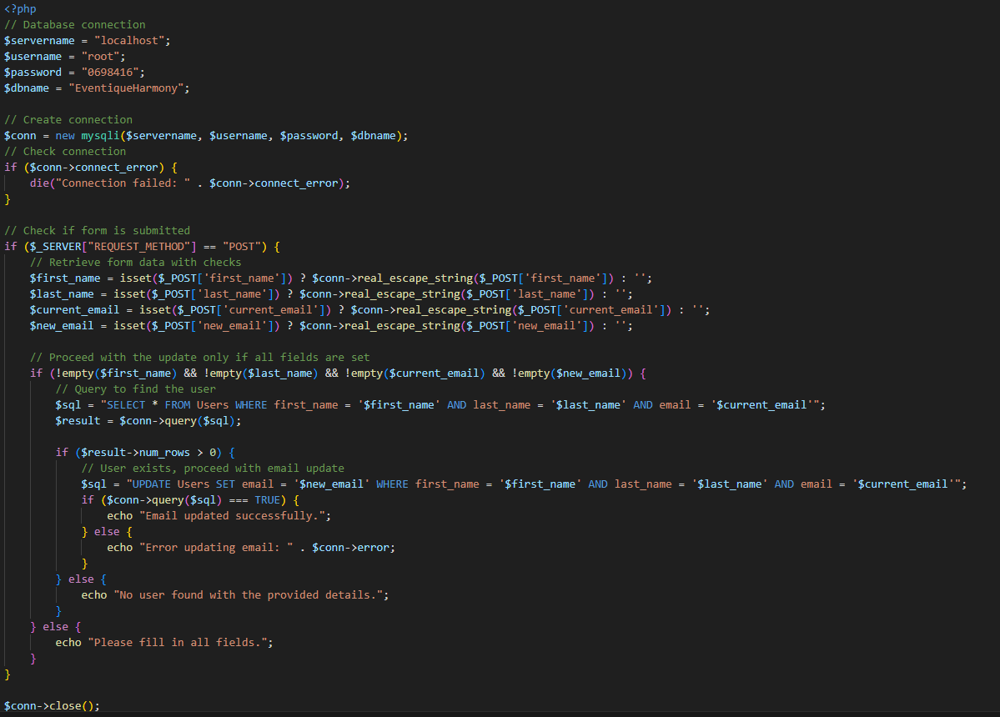 <?php
// Database connection
$servername = "localhost";
$username = "root";
$password = "0698416";
$dbname = "EventiqueHarmony";

// Create connection
$conn = new mysqli($servername, $username, $password, $dbname);
// Check connection
if ($conn->connect_error) {
    die("Connection failed: " . $conn->connect_error);
}

// Check if form is submitted
if ($_SERVER["REQUEST_METHOD"] == "POST") {
    // Retrieve form data with checks
    $first_name = isset($_POST['first_name']) ? $conn->real_escape_string($_POST['first_name']) : '';
    $last_name = isset($_POST['last_name']) ? $conn->real_escape_string($_POST['last_name']) : '';
    $current_email = isset($_POST['current_email']) ? $conn->real_escape_string($_POST['current_email']) : '';
    $new_email = isset($_POST['new_email']) ? $conn->real_escape_string($_POST['new_email']) : '';

    // Proceed with the update only if all fields are set
    if (!empty($first_name) && !empty($last_name) && !empty($current_email) && !empty($new_email)) {
        // Query to find the user
        $sql = "SELECT * FROM Users WHERE first_name = '$first_name' AND last_name = '$last_name' AND email = '$current_email'";
        $result = $conn->query($sql);

        if ($result->num_rows > 0) {
            // User exists, proceed with email update
            $sql = "UPDATE Users SET email = '$new_email' WHERE first_name = '$first_name' AND last_name = '$last_name' AND email = '$current_email'";
            if ($conn->query($sql) === TRUE) {
                echo "Email updated successfully.";
            } else {
                echo "Error updating email: " . $conn->error;
            }
        } else {
            echo "No user found with the provided details.";
        }
    } else {
        echo "Please fill in all fields.";
    }
}

$conn->close();